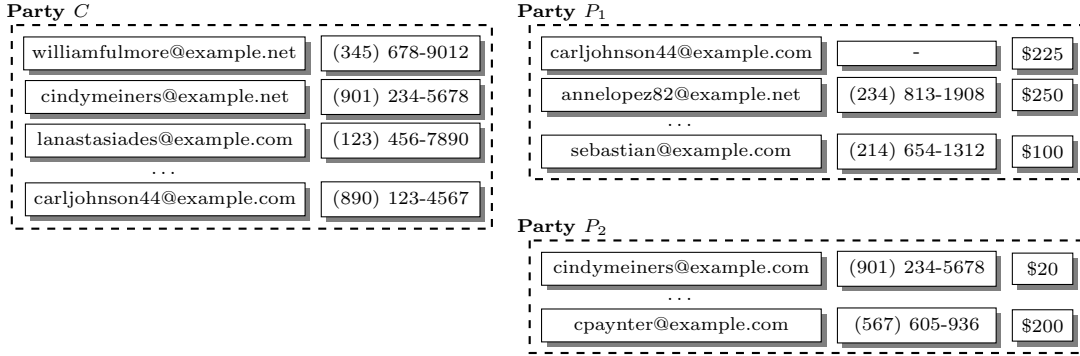 Party C
williamfulmore@example.net (345) 678-9012
cindymeiners@example.net (901) 234-5678
lanastasiades@example.com (123) 456-7890
...
carljohnson44@example.com (890) 123-4567
Party P1
carljohnson44@example.com - $225
annelopez82@example.net (234) 813-1908 $250
...
sebastian@example.com (214) 654-1312 $100
Party P2
cindymeiners@example.com (901) 234-5678 $20
...
cpaynter@example.com (567) 605-936 $200